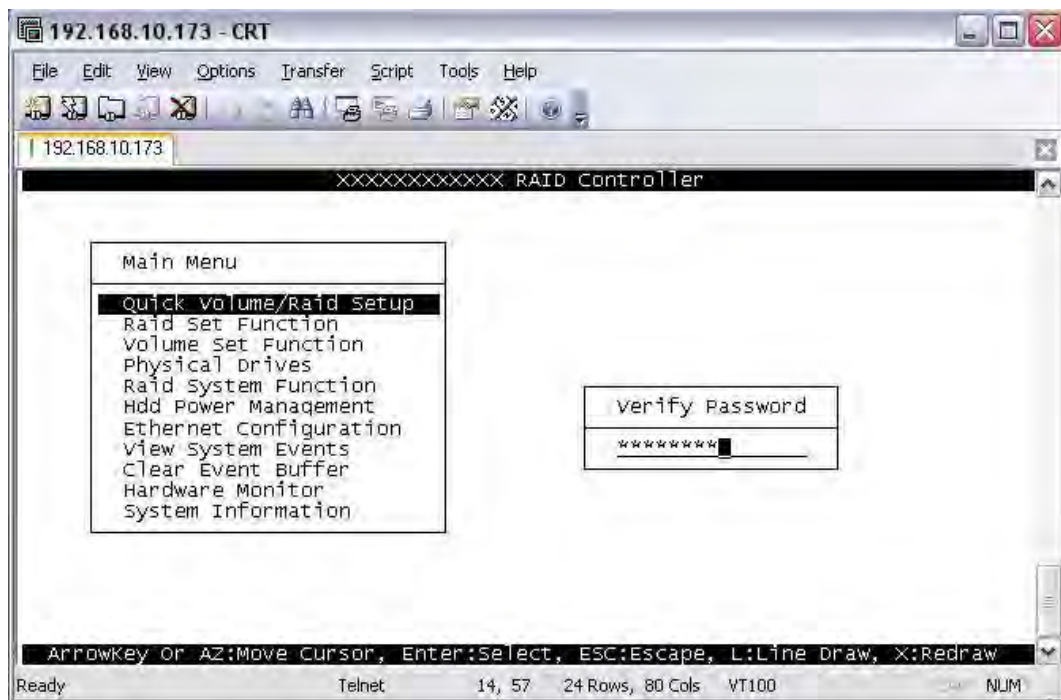 192.168.10.173 - CRT
File Edit View Options Transfer Script Tools Help
192.168.10.173
XXXXXXXXXXXX RAID Controller
Main Menu
Quick Volume/Raid Setup
Raid Set Function
Volume Set Function
Physical Drives
Raid System Function
Hdd Power Management
Ethernet Configuration
View System Events
Clear Event Buffer
Hardware Monitor
System Information
Verify Password
********
ArrowKey Or AZ:Move Cursor, Enter:Select, ESC:Escape, L:Line Draw, X:Redraw
Ready Telnet 14, 57 24 Rows, 80 Cols VT100 NUM